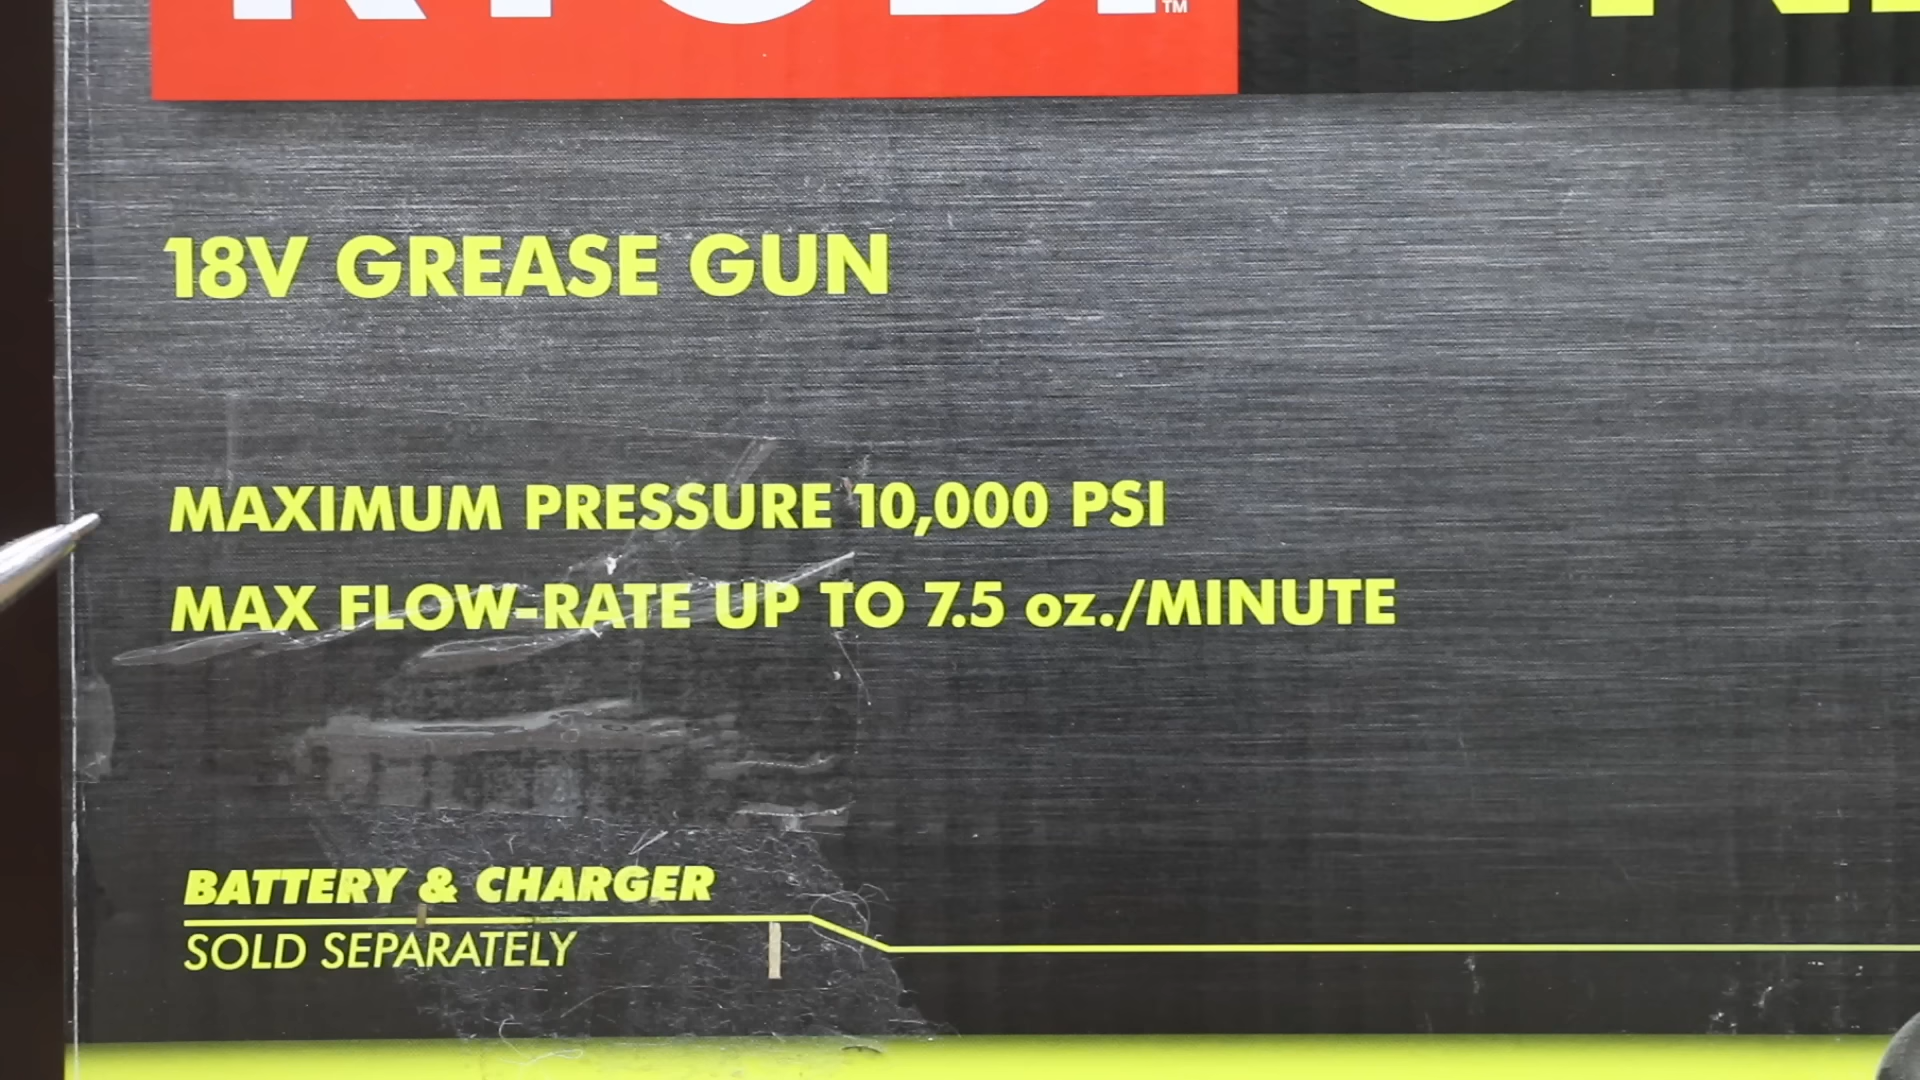 RYOBI™
18V GREASE GUN
MAXIMUM PRESSURE 10,000 PSI
MAX FLOW-RATE UP TO 7.5 oz./MINUTE
BATTERY & CHARGER
SOLD SEPARATELY